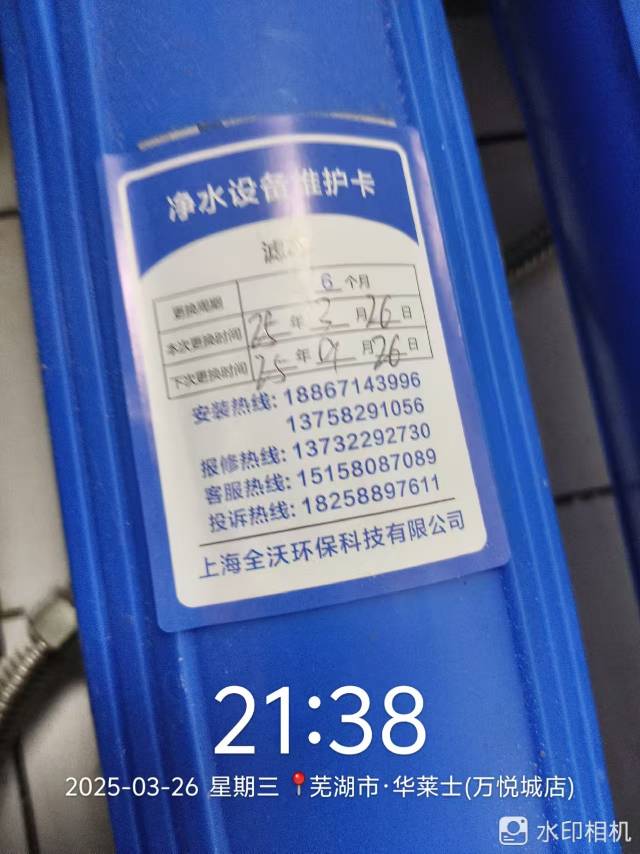 净水设备维护卡
滤
更换周期 6 个月
本次更换时间 25 年 3 月 26 日
下次更换时间 25 年 9 月 26 日
安装热线: 18867143996
13758291056
报修热线: 13732292730
客服热线: 15158087089
投诉热线: 18258897611
上海全沃环保科技有限公司
21:38
2025-03-26 星期三 芜湖市·华莱士(万悦城店)
水印相机